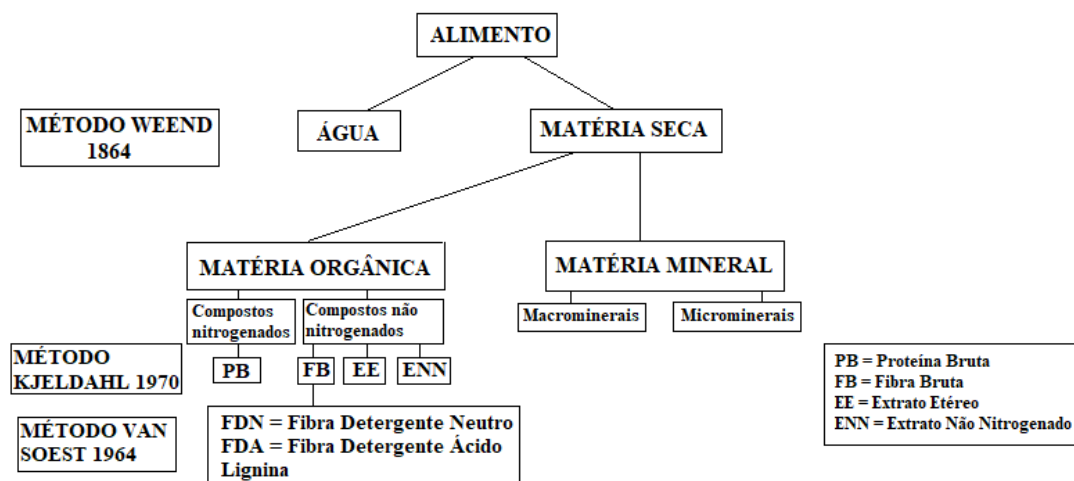 ALIMENTO
MÉTODO WEEND
1864
ÁGUA
MATÉRIA SECA
MATÉRIA ORGÂNICA
MATÉRIA MINERAL
Compostos
nitrogenados
Compostos não
nitrogenados
Macrominerais
Microminerais
MÉTODO
KJELDAHL 1970
PB
FB
EE
ENN
PB = Proteína Bruta
FB = Fibra Bruta
EE = Extrato Etéreo
ENN = Extrato Não Nitrogenado
MÉTODO VAN
SOEST 1964
FDN = Fibra Detergente Neutro
FDA = Fibra Detergente Ácido
Lignina